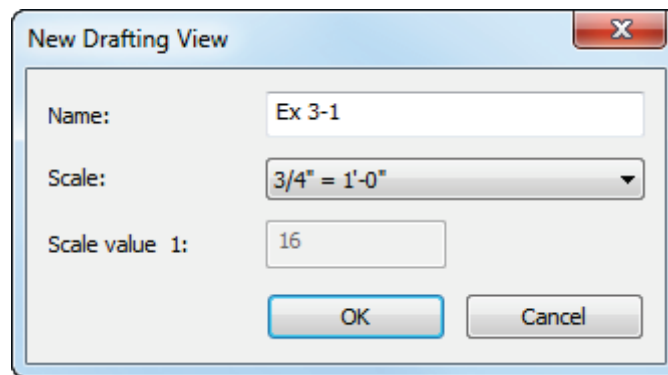 New Drafting View
Name: Ex 3-1
Scale: 3/4" = 1'-0"
Scale value 1: 16
OK Cancel